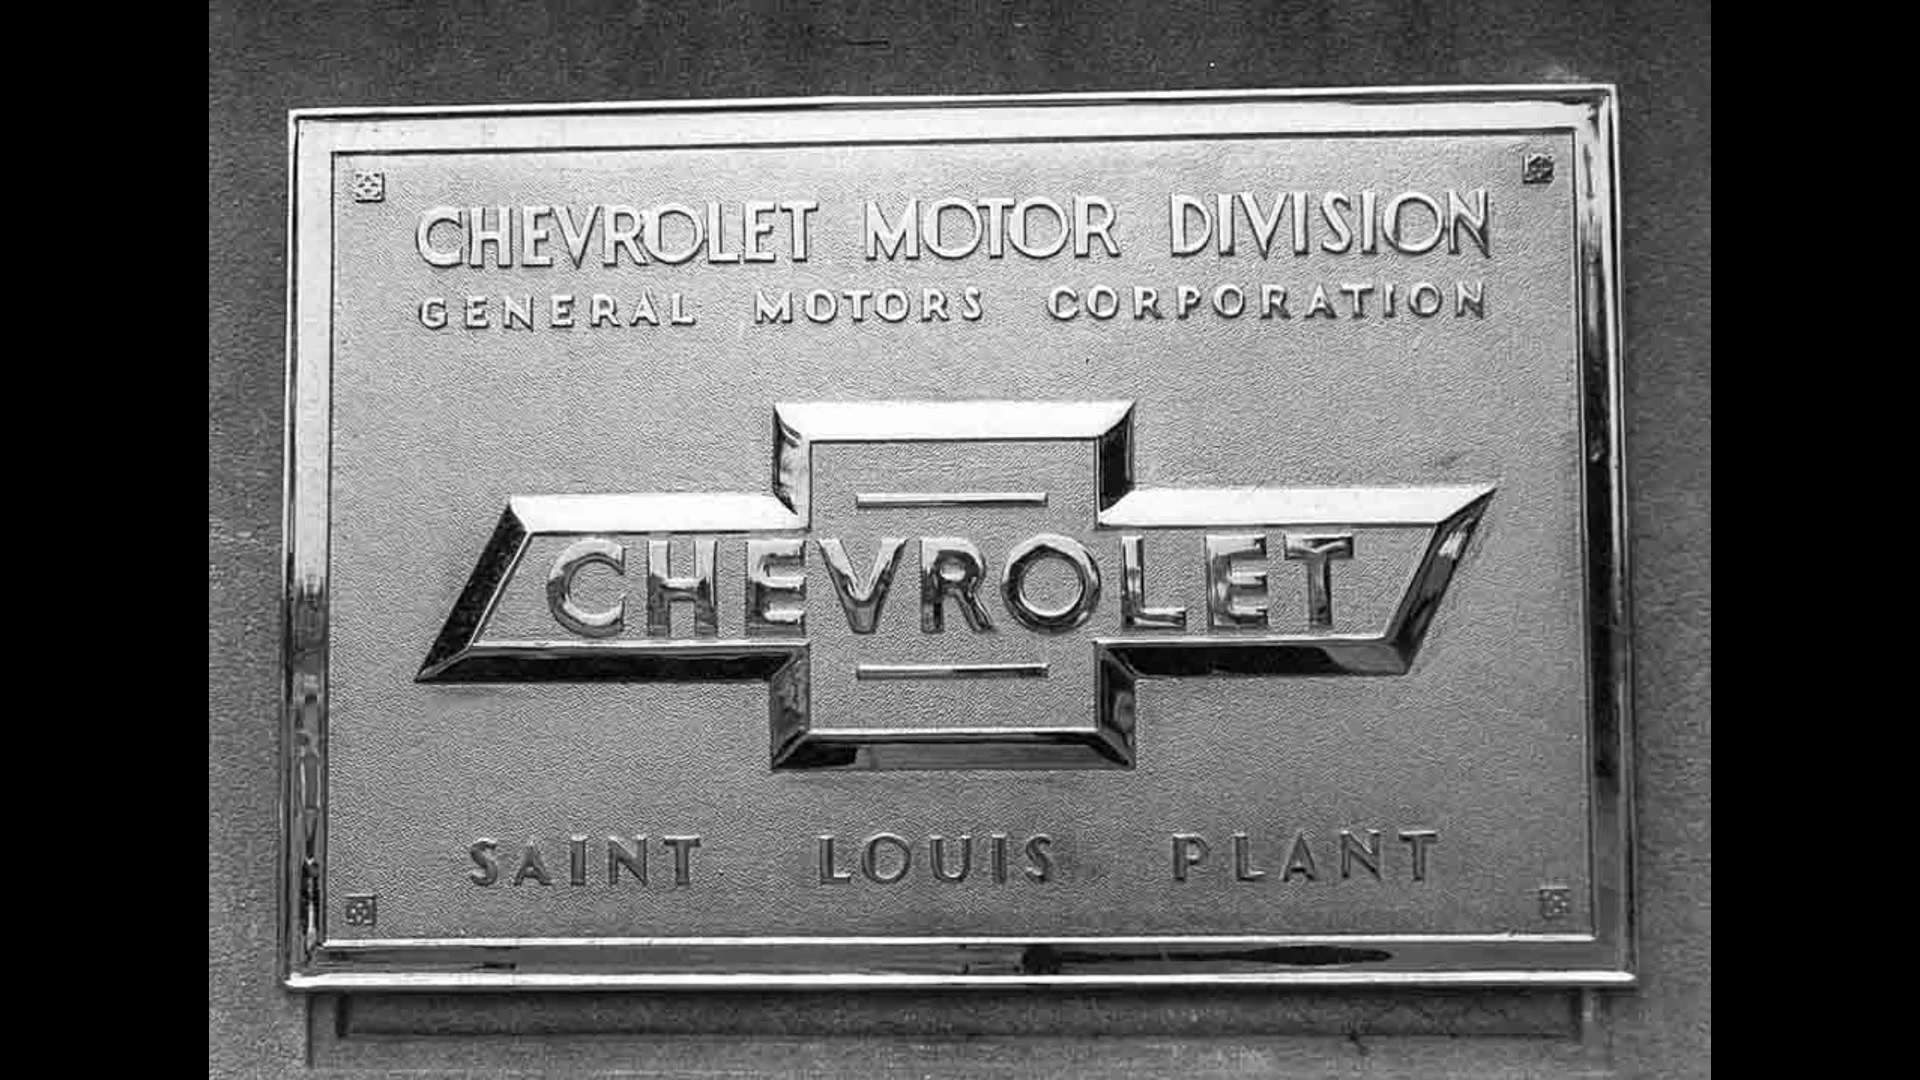 CHEVROLET MOTOR DIVISION
GENERAL MOTORS CORPORATION
CHEVROLET
SAINT LOUIS PLANT